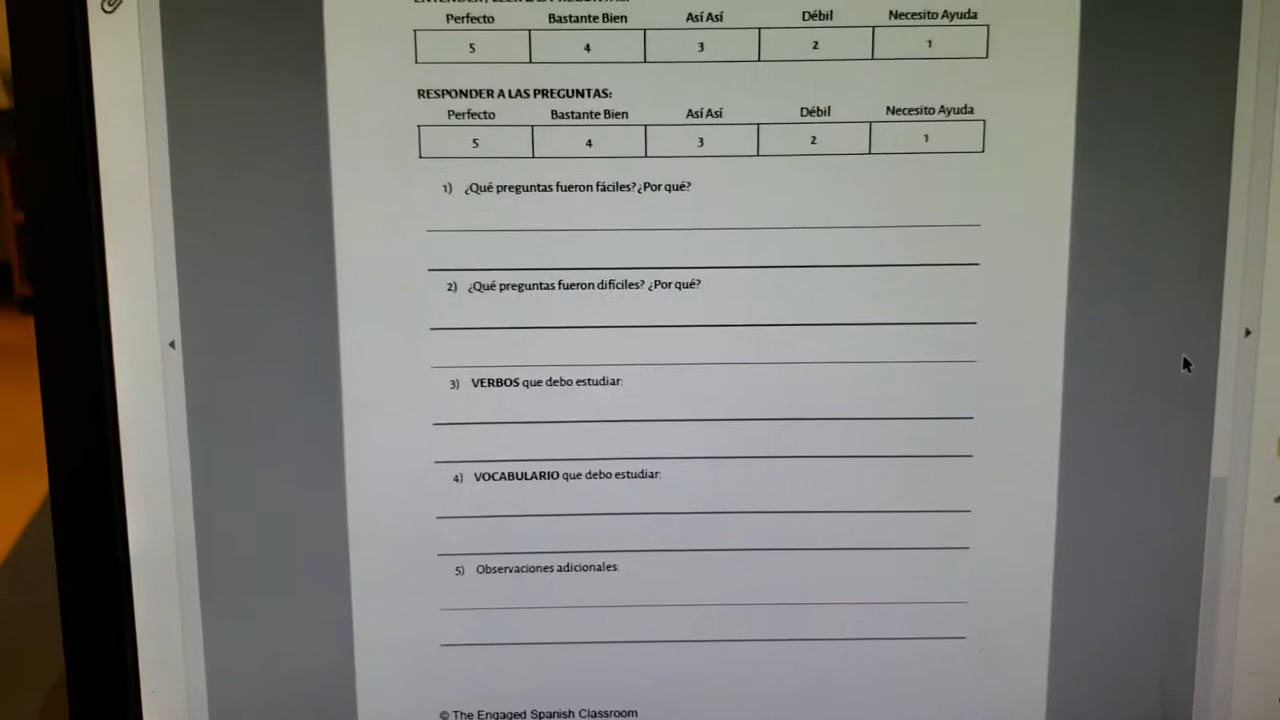 Perfecto Bastante Bien Así Así Débil Necesito Ayuda
5 4 3 2 1
RESPONDER A LAS PREGUNTAS:
Perfecto Bastante Bien Así Así Débil Necesito Ayuda
5 4 3 2 1
1) ¿Qué preguntas fueron fáciles? ¿Por qué?
2) ¿Qué preguntas fueron difíciles? ¿Por qué?
3) VERBOS que debo estudiar:
4) VOCABULARIO que debo estudiar:
5) Observaciones adicionales:
© The Engaged Spanish Classroom